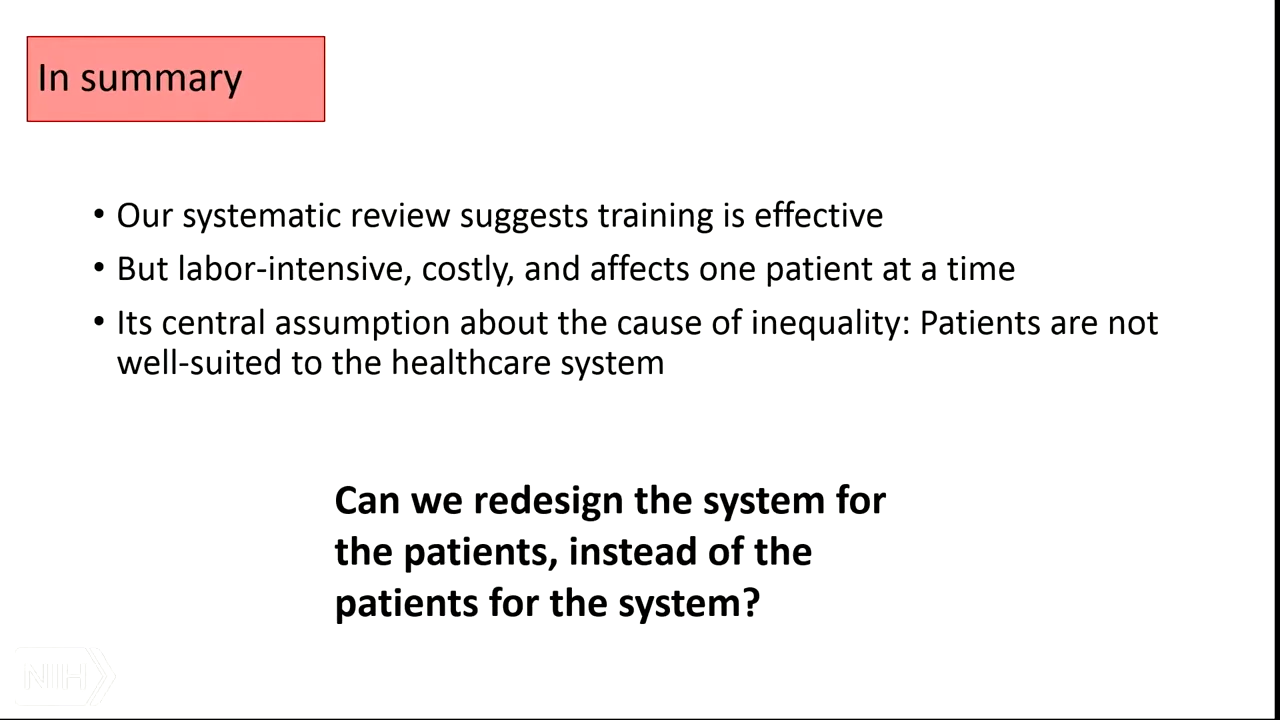 In summary
• Our systematic review suggests training is effective
• But labor-intensive, costly, and affects one patient at a time
• Its central assumption about the cause of inequality: Patients are not
well-suited to the healthcare system
Can we redesign the system for
the patients, instead of the
patients for the system?
NIH